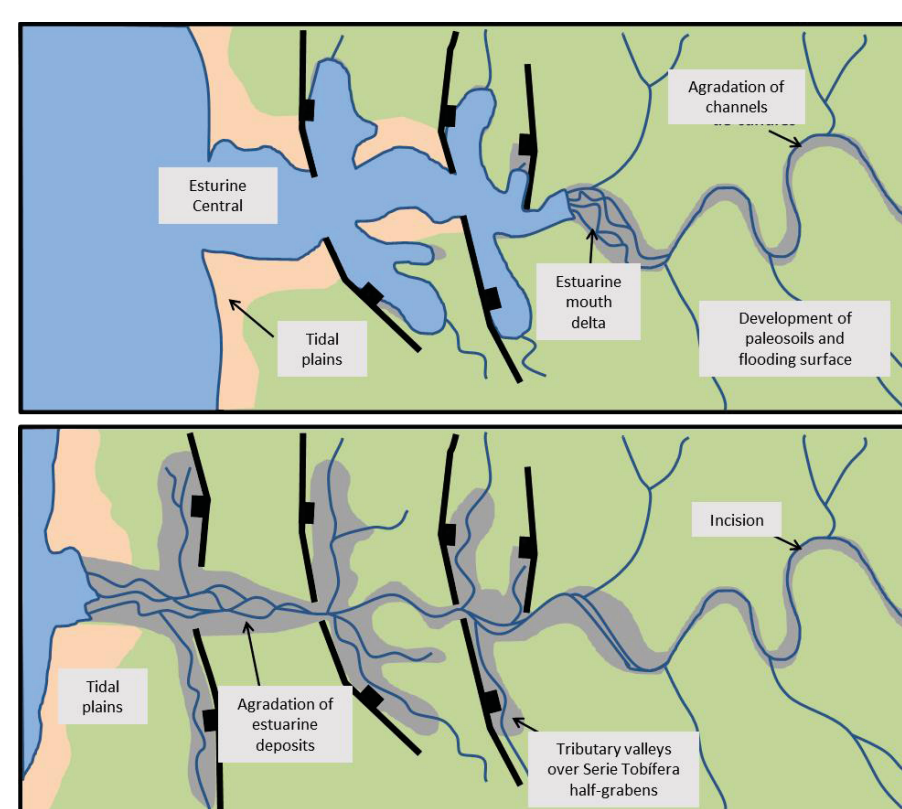 Agradation of
channels
Esturine
Central
Estuarine
mouth
delta
Tidal
plains
Development of
paleosoils and
flooding surface
Incision
Tidal
plains
Agradation of
estuarine
deposits
Tributary valleys
over Serie Tobífera
half-grabens